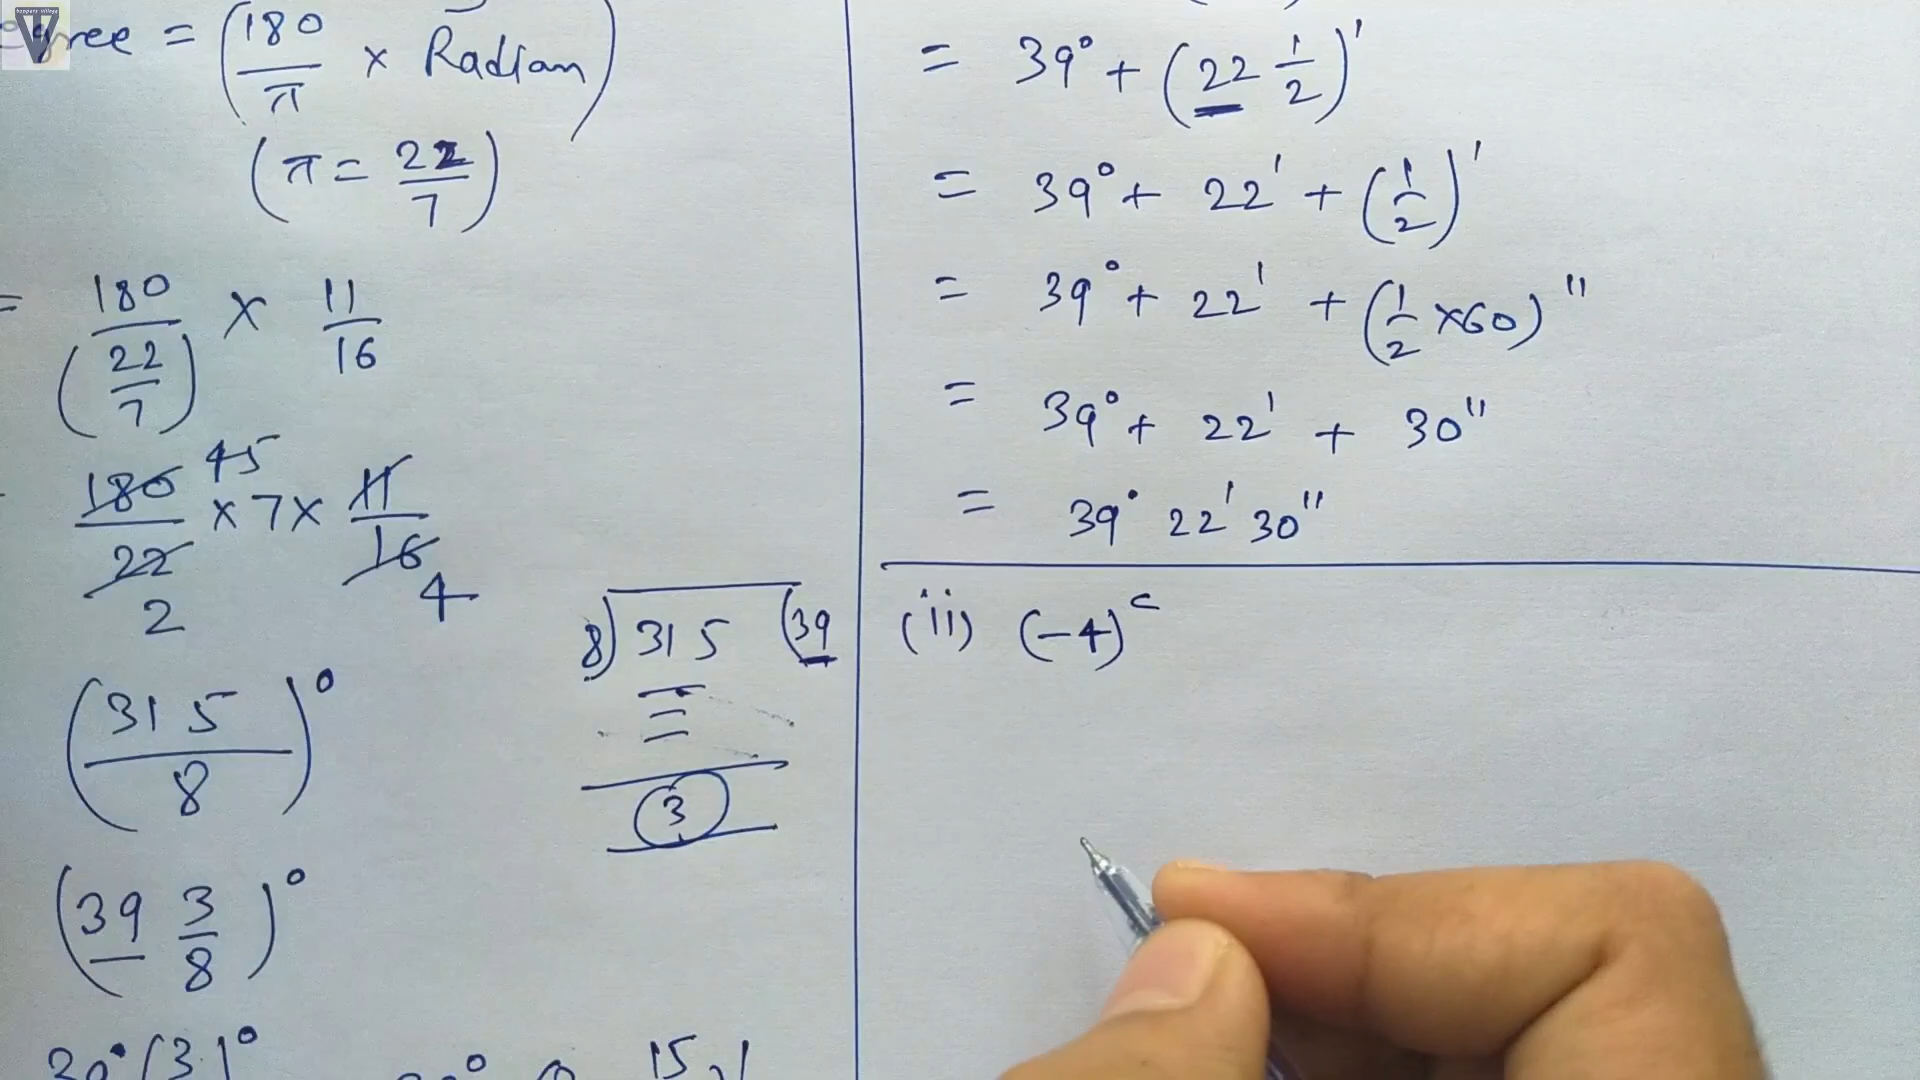 gree = (180/π × Radian)
(π = 22/7)
= 180/(22/7) × 11/16
180/22 × 7 × 11/16
45
2
4
(315/8)°
8)315(39
3
(39 3/8)°
= 39° + (22 1/2)'
= 39° + 22' + (1/2)'
= 39° + 22' + (1/2 × 60)"
= 39° + 22' + 30"
= 39° 22' 30"
(ii) (-4)ᶜ